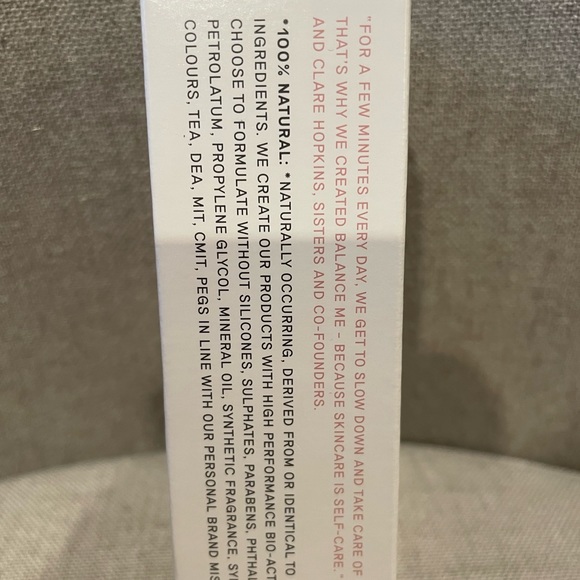 "FOR A FEW MINUTES EVERY DAY, WE GET TO SLOW DOWN AND TAKE CARE OF
THAT'S WHY WE CREATED BALANCE ME - BECAUSE SKINCARE IS SELF-CARE."
AND CLARE HOPKINS, SISTERS AND CO-FOUNDERS.
*100% NATURAL: *NATURALLY OCCURRING, DERIVED FROM OR IDENTICAL TO
INGREDIENTS. WE CREATE OUR PRODUCTS WITH HIGH PERFORMANCE BIO-ACT
CHOOSE TO FORMULATE WITHOUT SILICONES, SULPHATES, PARABENS, PHTHA
PETROLATUM, PROPYLENE GLYCOL, MINERAL OIL, SYNTHETIC FRAGRANCE, SY
COLOURS, TEA, DEA, MIT, CMIT, PEGS IN LINE WITH OUR PERSONAL BRAND MIS